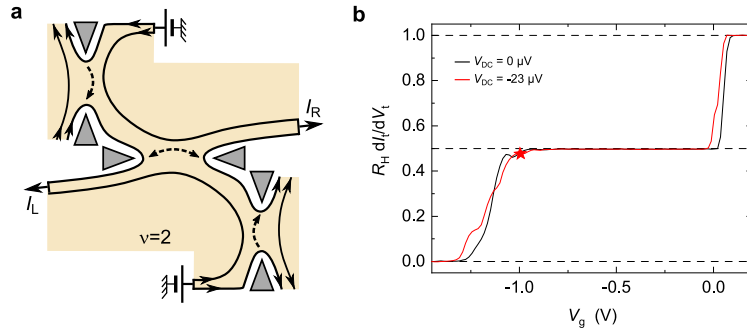 a
I_R
I_L
ν=2
b
R_H dI_t/dV_t
1.0
0.8
0.6
0.4
0.2
0.0
V_DC = 0 μV
V_DC = -23 μV
-1.0
-0.5
0.0
V_g (V)